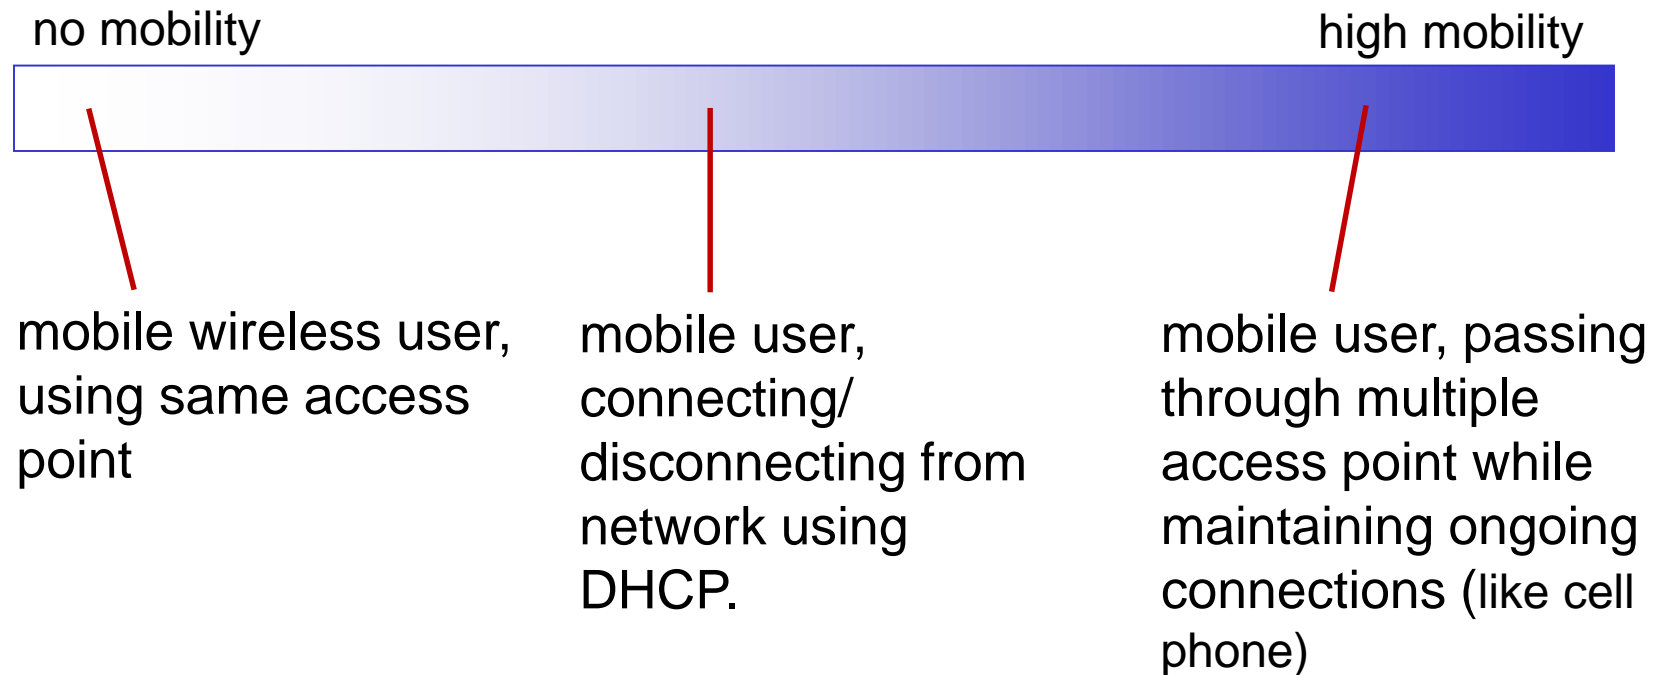 no mobility
high mobility
mobile wireless user,
using same access
point
mobile user,
connecting/
disconnecting from
network using
DHCP.
mobile user, passing
through multiple
access point while
maintaining ongoing
connections (like cell
phone)